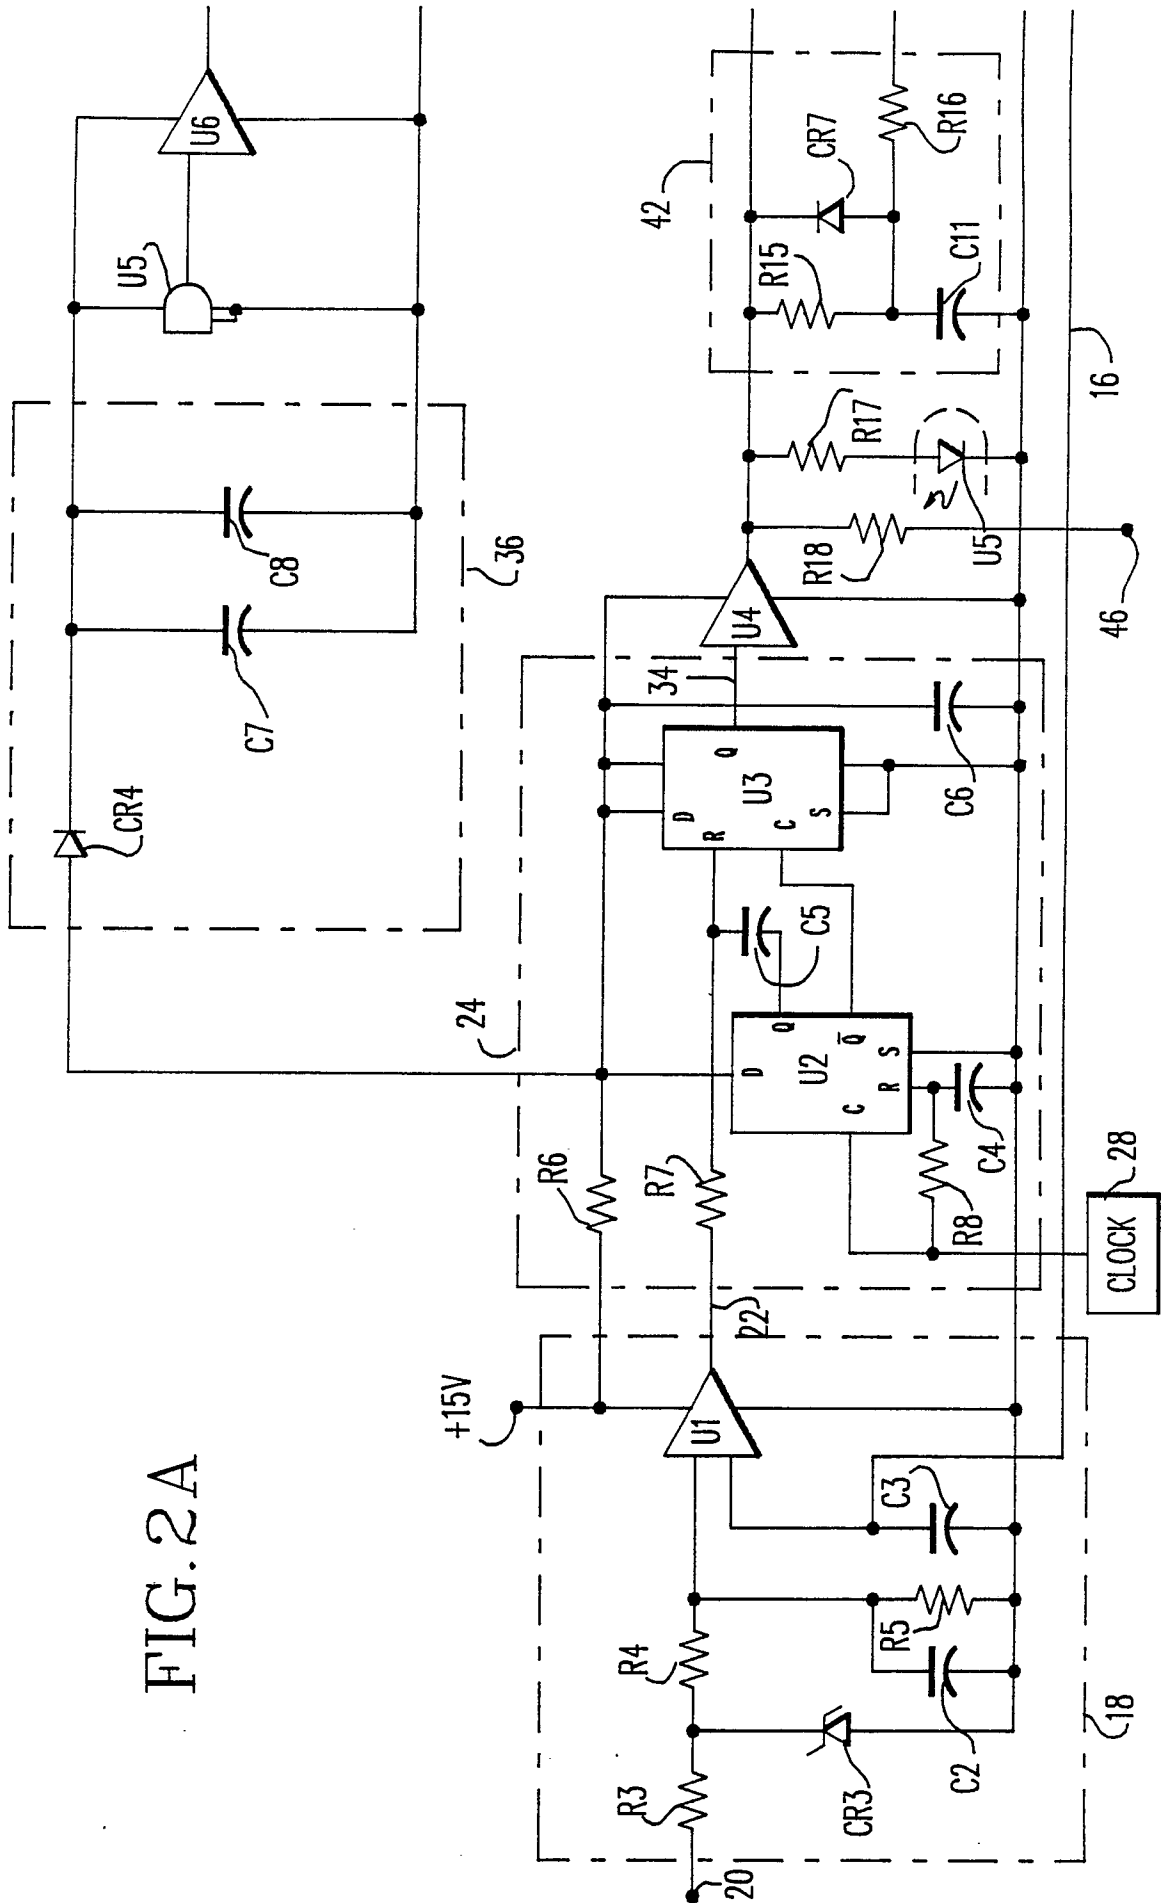 FIG. 2A
U6
U5
CR4
C7
C8
36
42
CR7
R16
R15
C11
R17
U5
R18
46
16
U4
34
24
D
R
Q
U3
C
S
C6
C5
Q
Q̅
D
U2
C
R
S
R6
R7
R8
C4
CLOCK
28
22
+15V
U1
C3
R4
R5
R3
CR3
C2
18
20